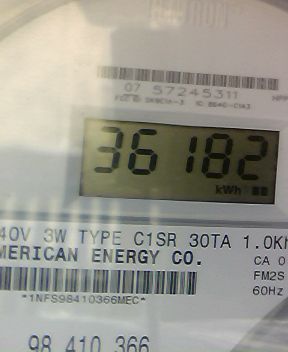 07 57245311
36182
kWh
40V 3W TYPE C1SR 30TA 1.0Kh
MERICAN ENERGY CO.
CA 0
FM2S
60Hz
*1NFS98410366MEC*
98 410 366